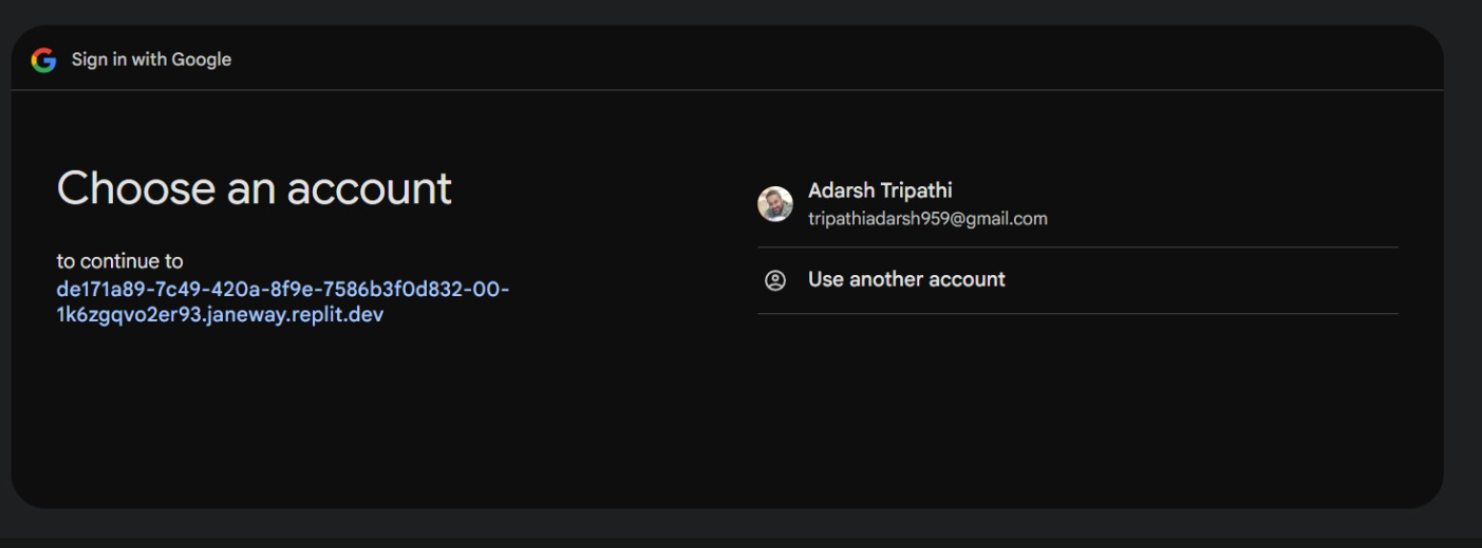 Sign in with Google
Choose an account
to continue to
de171a89-7c49-420a-8f9e-7586b3f0d832-00-
1k6zgqvo2er93.janeway.replit.dev
Adarsh Tripathi
tripathiadarsh959@gmail.com
Use another account